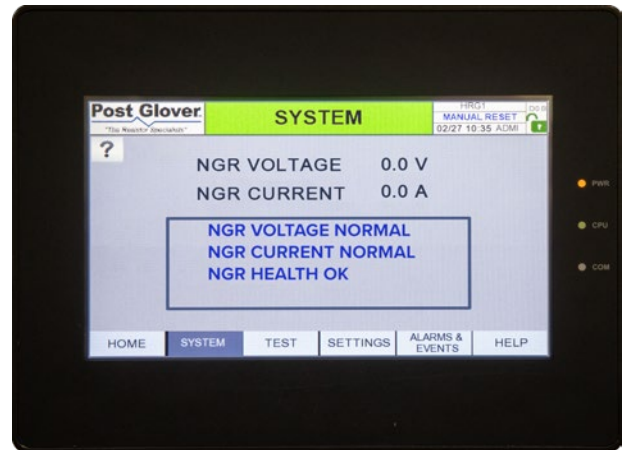 Post Glover
"The Resistor Specialists"
SYSTEM
HRG1
MANUAL RESET
02/27 10:35 ADMI
?
NGR VOLTAGE 0.0 V
NGR CURRENT 0.0 A
NGR VOLTAGE NORMAL
NGR CURRENT NORMAL
NGR HEALTH OK
PWR
CPU
COM
HOME
SYSTEM
TEST
SETTINGS
ALARMS &
EVENTS
HELP